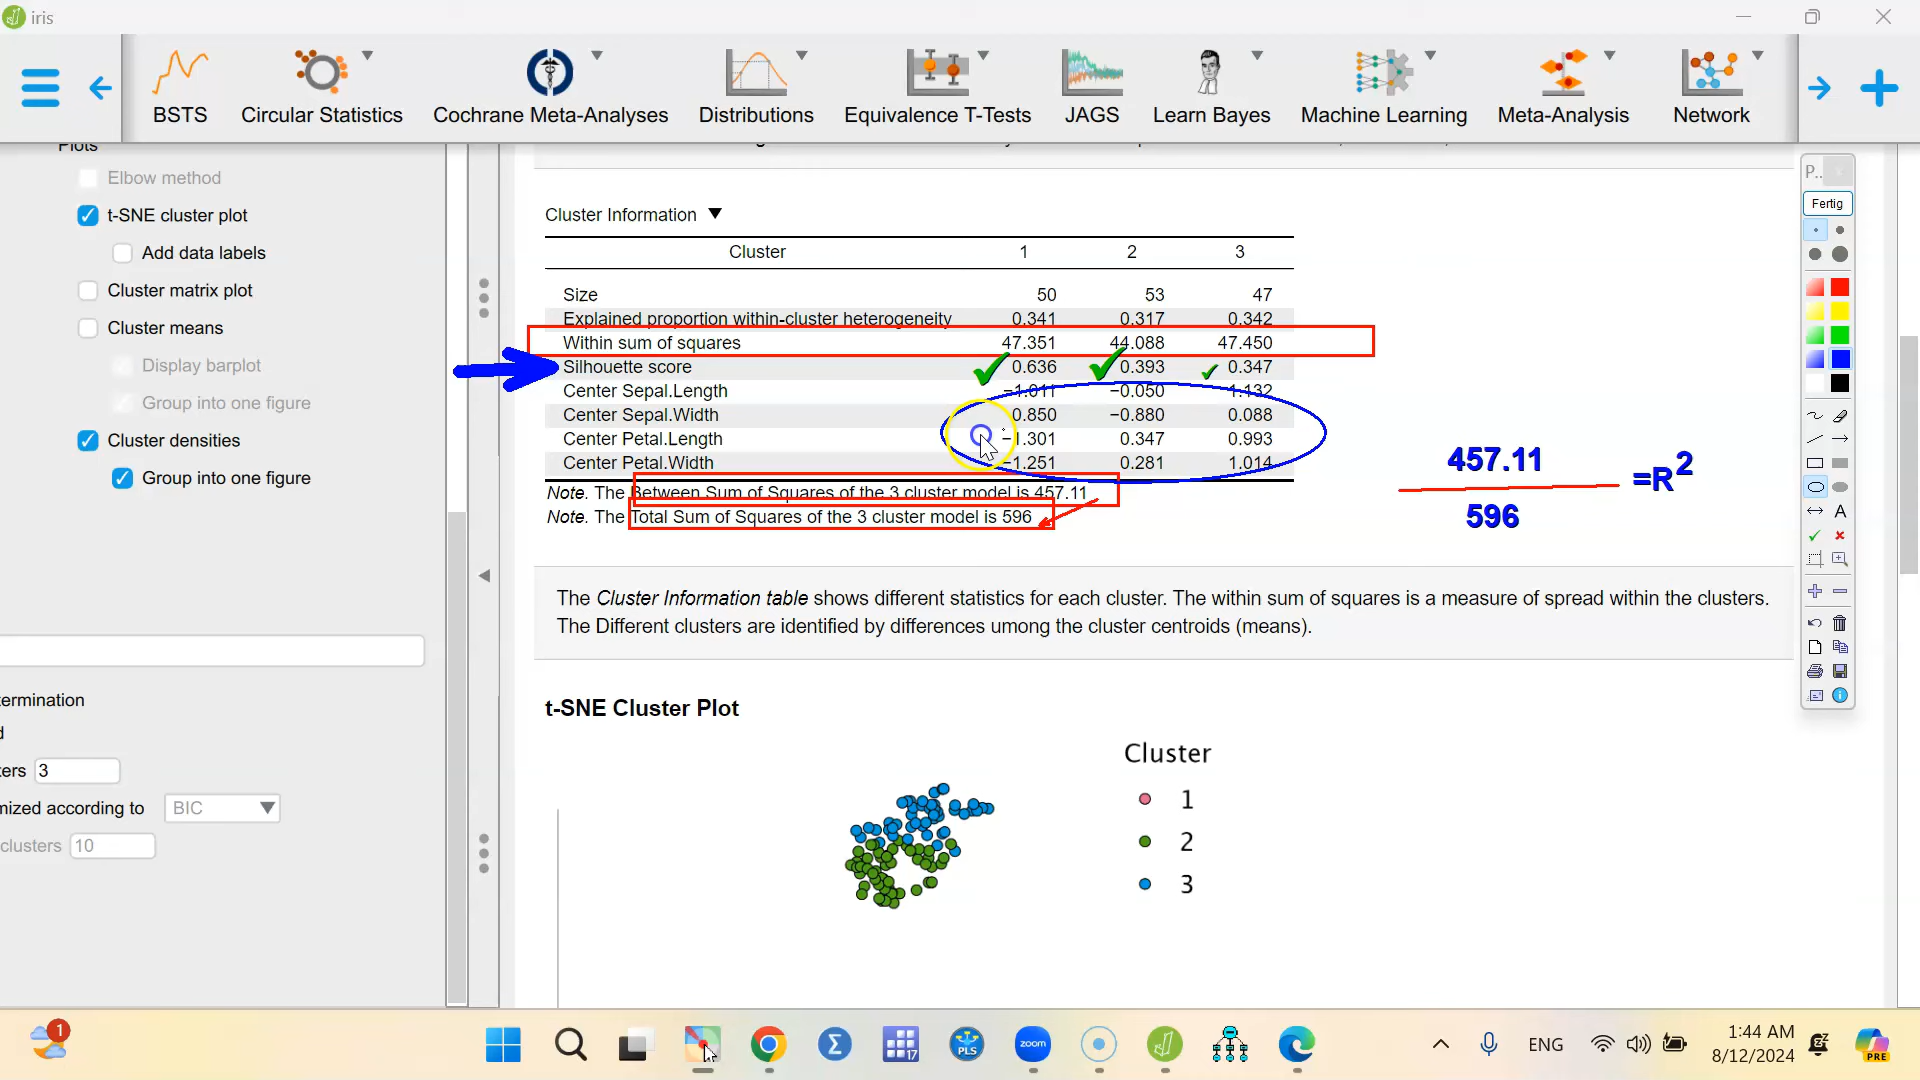 iris
BSTS
Circular Statistics
Cochrane Meta-Analyses
Distributions
Equivalence T-Tests
JAGS
Learn Bayes
Machine Learning
Meta-Analysis
Network
Plots
Elbow method
t-SNE cluster plot
Add data labels
Cluster matrix plot
Cluster means
Display barplot
Group into one figure
Cluster densities
Group into one figure
ermination
d
ers 3
mized according to BIC
clusters 10
Cluster Information
Cluster 1 2 3
Size 50 53 47
Explained proportion within-cluster heterogeneity 0.341 0.317 0.342
Within sum of squares 47.351 44.088 47.450
Silhouette score 0.636 0.393 0.347
Center Sepal.Length −1.011 −0.050 1.132
Center Sepal.Width 0.850 −0.880 0.088
Center Petal.Length −1.301 0.347 0.993
Center Petal.Width −1.251 0.281 1.014
Note. The Between Sum of Squares of the 3 cluster model is 457.11
Note. The Total Sum of Squares of the 3 cluster model is 596
457.11
596
=R2
The Cluster Information table shows different statistics for each cluster. The within sum of squares is a measure of spread within the clusters.
The Different clusters are identified by differences umong the cluster centroids (means).
t-SNE Cluster Plot
Cluster
1
2
3
P..
Fertig
A
1
17
PLS
zoom
ENG
1:44 AM
8/12/2024
PRE